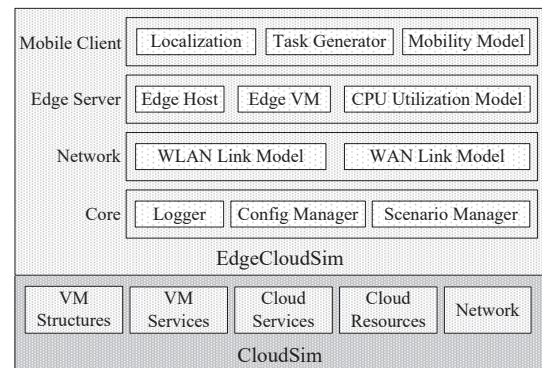 Mobile Client Localization Task Generator Mobility Model
Edge Server Edge Host Edge VM CPU Utilization Model
Network WLAN Link Model WAN Link Model
Core Logger Config Manager Scenario Manager
EdgeCloudSim
VM Structures
VM Services
Cloud Services
Cloud Resources
Network
CloudSim